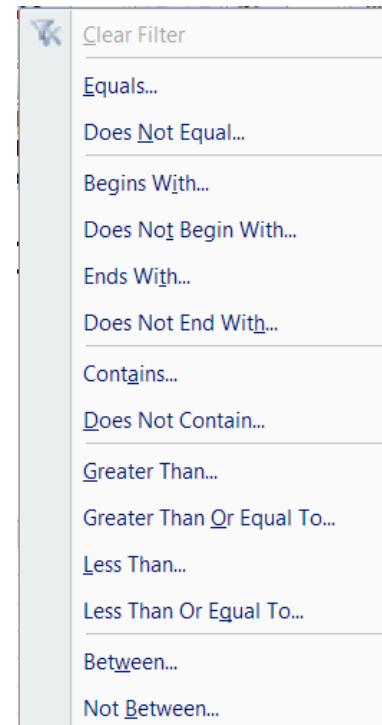 Clear Filter
Equals...
Does Not Equal...
Begins With...
Does Not Begin With...
Ends With...
Does Not End With...
Contains...
Does Not Contain...
Greater Than...
Greater Than Or Equal To...
Less Than...
Less Than Or Equal To...
Between...
Not Between...